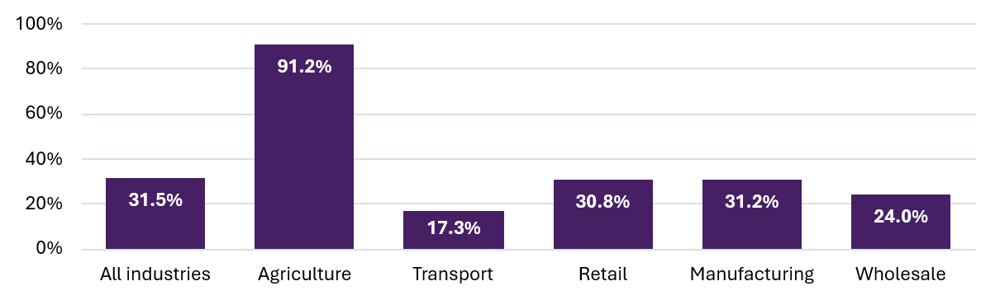 100%
80%
60%
40%
20%
0%
31.5%
91.2%
17.3%
30.8%
31.2%
24.0%
All industries
Agriculture
Transport
Retail
Manufacturing
Wholesale